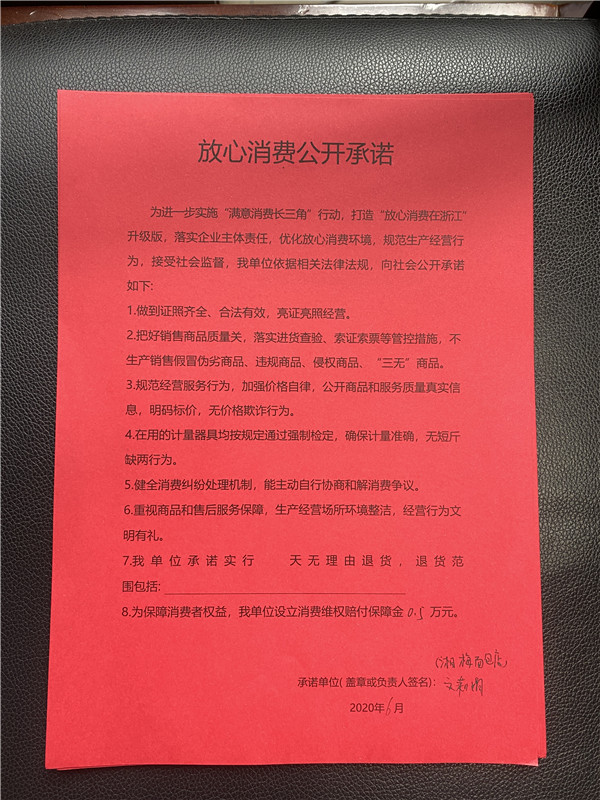 放心消费公开承诺
为进一步实施“满意消费长三角”行动，打造“放心消费在浙江”
升级版，落实企业主体责任，优化放心消费环境，规范生产经营行
为，接受社会监督，我单位依据相关法律法规，向社会公开承诺
如下:
1.做到证照齐全、合法有效，亮证亮照经营。
2.把好销售商品质量关，落实进货查验、索证索票等管控措施，不
生产销售假冒伪劣商品、违规商品、侵权商品、“三无”商品。
3.规范经营服务行为，加强价格自律，公开商品和服务质量真实信
息，明码标价，无价格欺诈行为。
4.在用的计量器具均按规定通过强制检定，确保计量准确，无短斤
缺两行为。
5.健全消费纠纷处理机制，能主动自行协商和解消费争议。
6.重视商品和售后服务保障，生产经营场所环境整洁，经营行为文
明有礼。
7.我单位承诺实行 天无理由退货，退货范
围包括:
8.为保障消费者权益，我单位设立消费维权赔付保障金0.5万元。
(湘梅面包店)
承诺单位(盖章或负责人签名):
2020年6月